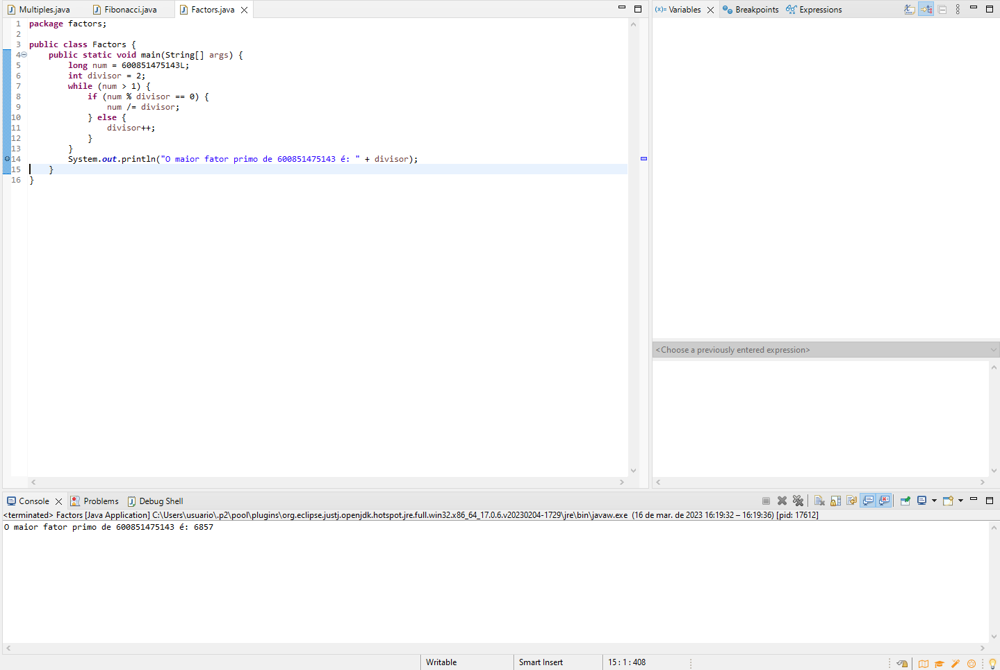 Multiples.java Fibonacci.java Factors.java
1 package factors;
2
3 public class Factors {
4 public static void main(String[] args) {
5 long num = 600851475143L;
6 int divisor = 2;
7 while (num > 1) {
8 if (num % divisor == 0) {
9 num /= divisor;
10 } else {
11 divisor++;
12 }
13 }
14 System.out.println("O maior fator primo de 600851475143 é: " + divisor);
15 }
16 }
(x)= Variables Breakpoints Expressions
<Choose a previously entered expression>
Console Problems Debug Shell
<terminated> Factors [Java Application] C:\Users\usuario\.p2\pool\plugins\org.eclipse.justj.openjdk.hotspot.jre.full.win32.x86_64_17.0.6.v20230204-1729\jre\bin\javaw.exe (16 de mar. de 2023 16:19:32 – 16:19:36) [pid: 17612]
O maior fator primo de 600851475143 é: 6857
Writable Smart Insert 15 : 1 : 408